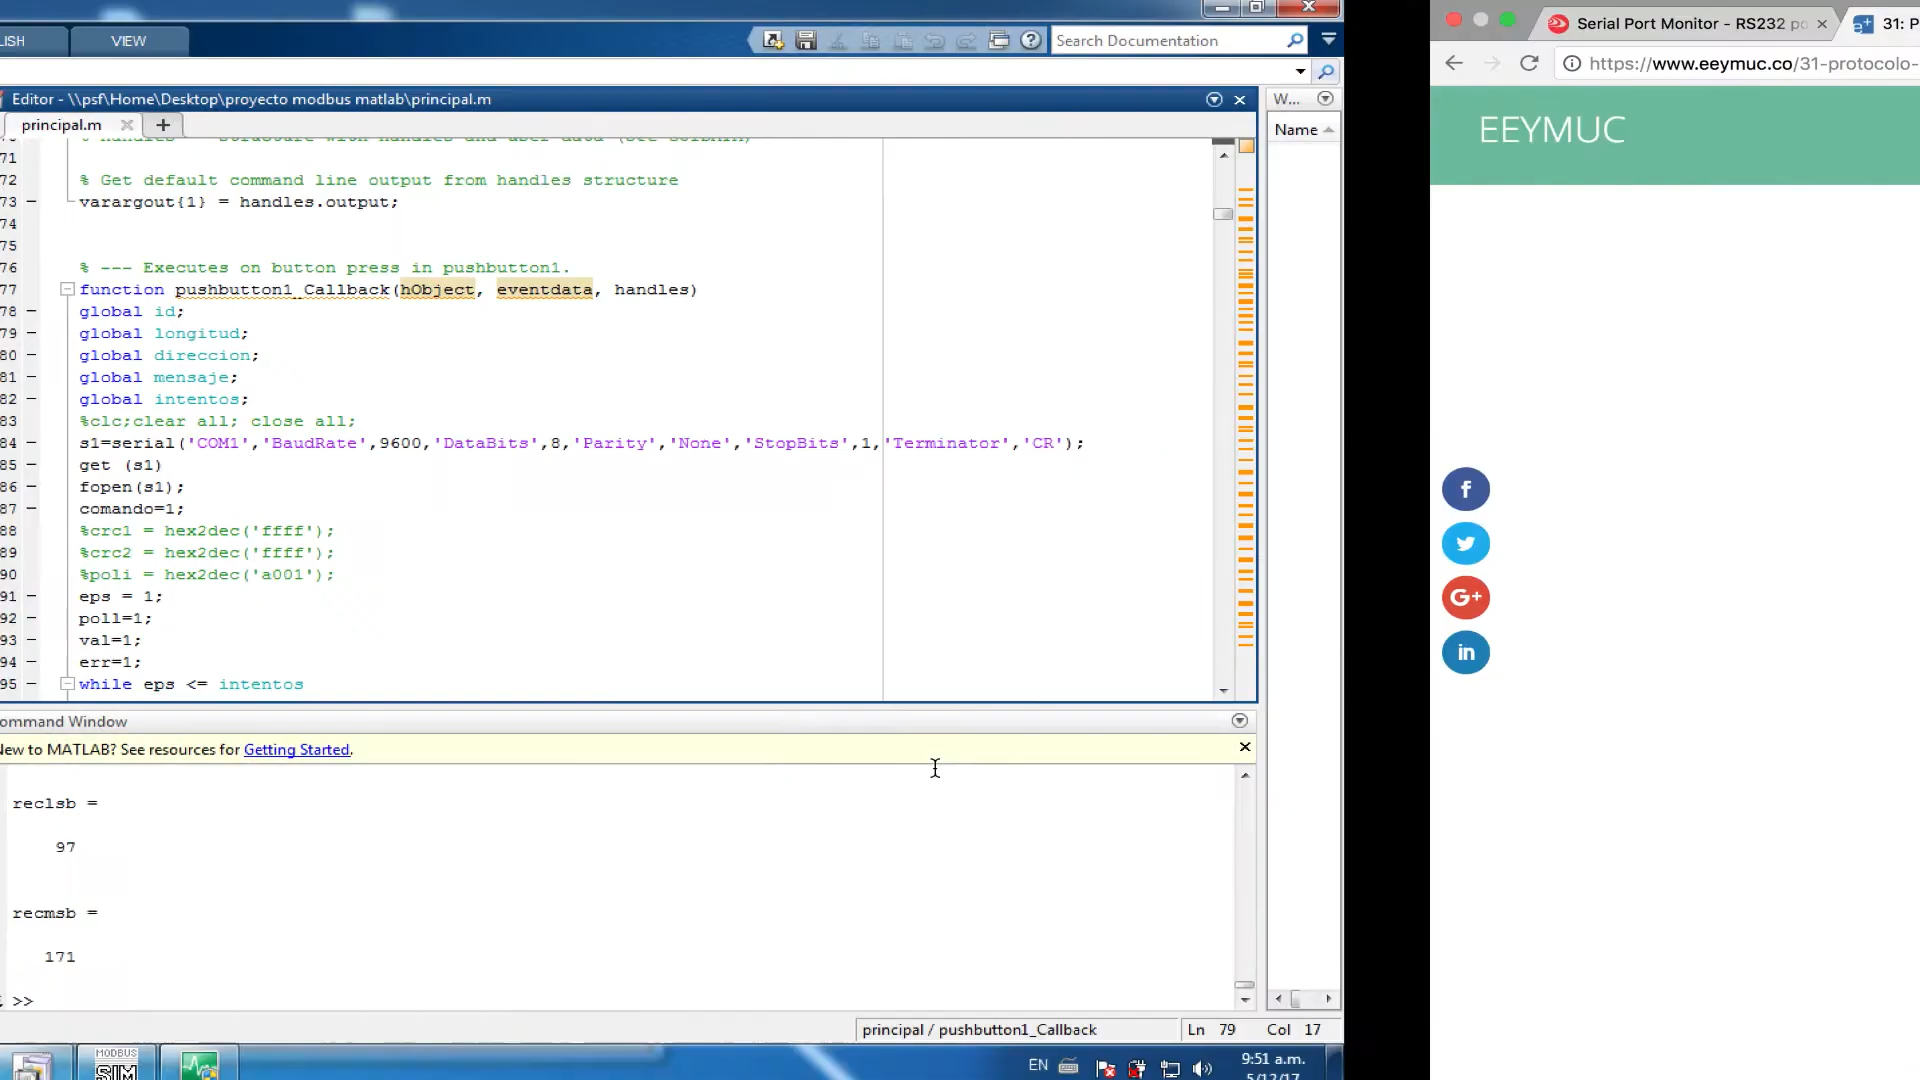 LISH VIEW
Search Documentation
Editor - \\psf\Home\Desktop\proyecto modbus matlab\principal.m
principal.m
71
72 % Get default command line output from handles structure
73 varargout{1} = handles.output;
74
75
76 % --- Executes on button press in pushbutton1.
77 function pushbutton1_Callback(hObject, eventdata, handles)
78 global id;
79 global longitud;
80 global direccion;
81 global mensaje;
82 global intentos;
83 %clc;clear all; close all;
84 s1=serial('COM1','BaudRate',9600,'DataBits',8,'Parity','None','StopBits',1,'Terminator','CR');
85 get (s1)
86 fopen(s1);
87 comando=1;
88 %crc1 = hex2dec('ffff');
89 %crc2 = hex2dec('ffff');
90 %poli = hex2dec('a001');
91 eps = 1;
92 poll=1;
93 val=1;
94 err=1;
95 while eps <= intentos
ommand Window
New to MATLAB? See resources for Getting Started.
reclsb =
97
recmsb =
171
>>
principal / pushbutton1_Callback Ln 79 Col 17
MODBUS
SIM
EN
9:51 a.m.
5/12/17
W...
Name
Serial Port Monitor - RS232 po
31: P
https://www.eeymuc.co/31-protocolo-
EEYMUC
f
G+
in